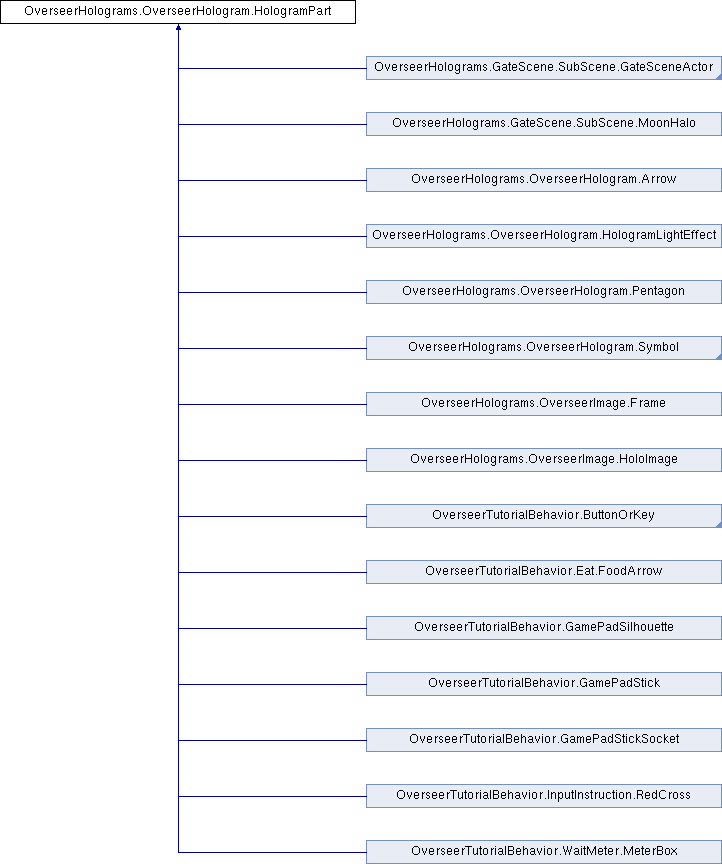 OverseerHolograms.OverseerHologram.HologramPart
OverseerHolograms.GateScene.SubScene.GateSceneActor
OverseerHolograms.GateScene.SubScene.MoonHalo
OverseerHolograms.OverseerHologram.Arrow
OverseerHolograms.OverseerHologram.HologramLightEffect
OverseerHolograms.OverseerHologram.Pentagon
OverseerHolograms.OverseerHologram.Symbol
OverseerHolograms.OverseerImage.Frame
OverseerHolograms.OverseerImage.HoloImage
OverseerTutorialBehavior.ButtonOrKey
OverseerTutorialBehavior.Eat.FoodArrow
OverseerTutorialBehavior.GamePadSilhouette
OverseerTutorialBehavior.GamePadStick
OverseerTutorialBehavior.GamePadStickSocket
OverseerTutorialBehavior.InputInstruction.RedCross
OverseerTutorialBehavior.WaitMeter.MeterBox